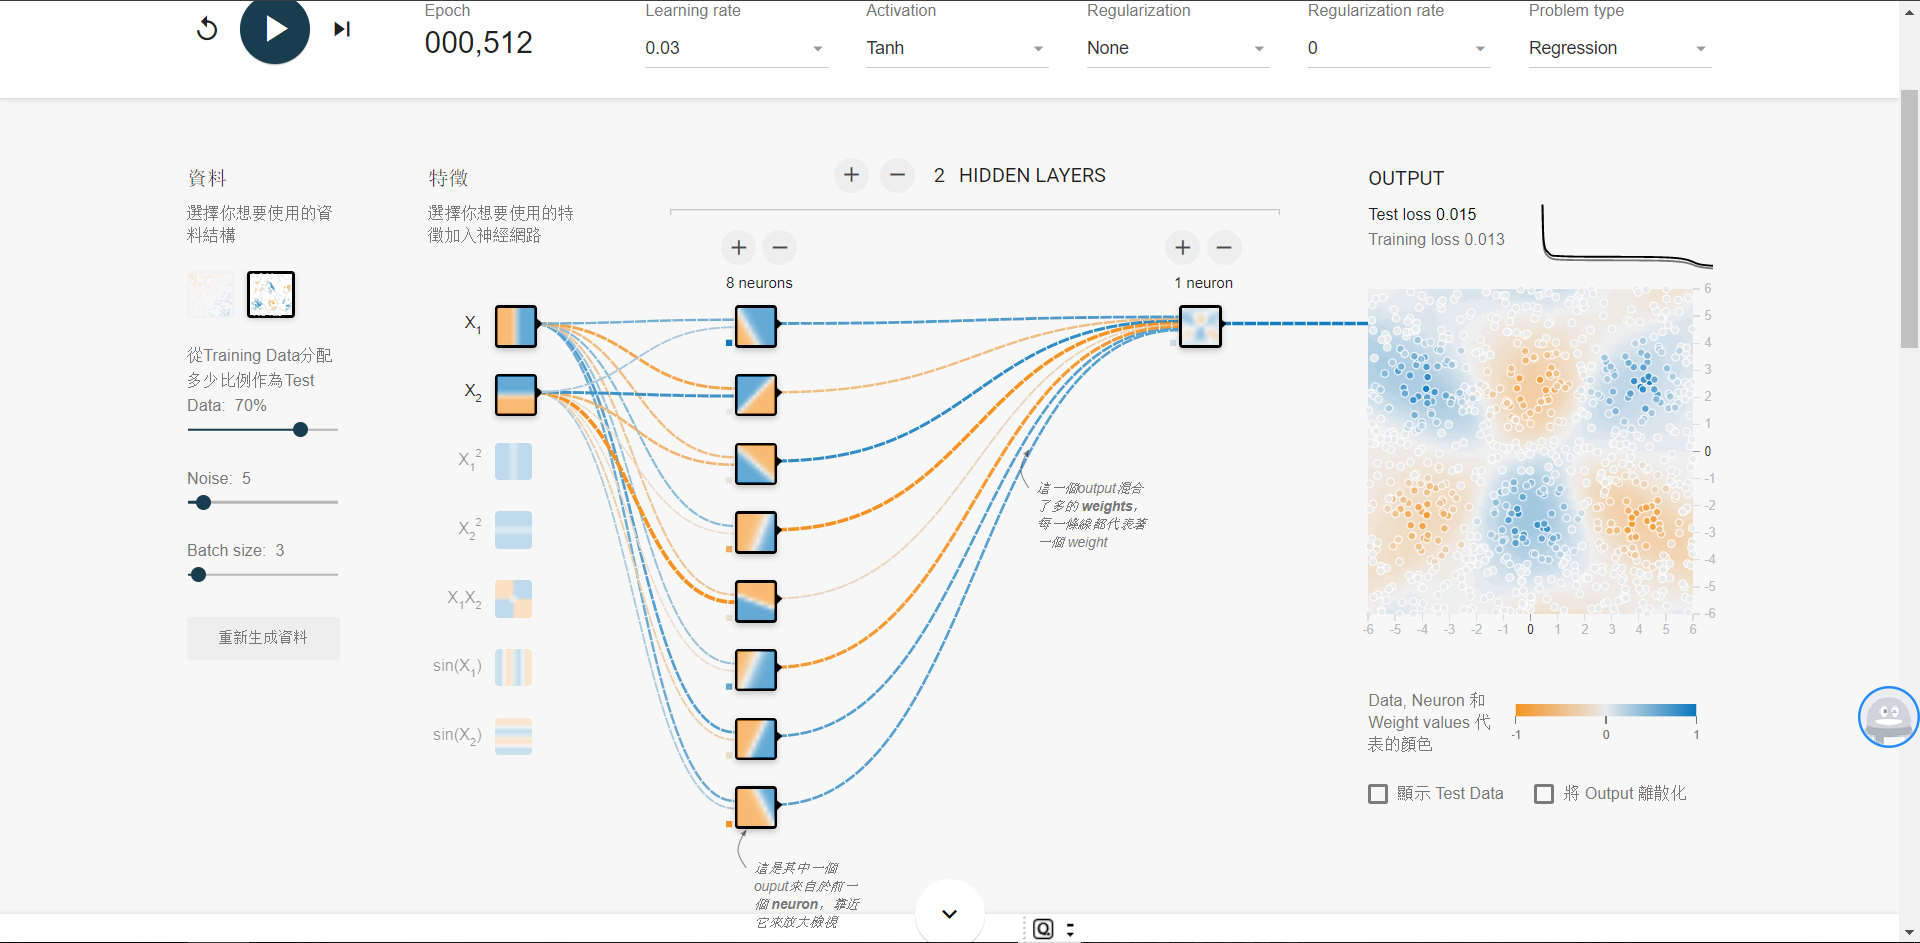 Epoch
000,512
Learning rate
0.03
Activation
Tanh
Regularization
None
Regularization rate
0
Problem type
Regression
資料
選擇你想要使用的資
料結構
從Training Data分配
多少比例作為Test
Data: 70%
Noise: 5
Batch size: 3
重新生成資料
特徵
選擇你想要使用的特
徵加入神經網路
X1
X2
X1²
X2²
X1X2
sin(X1)
sin(X2)
2 HIDDEN LAYERS
8 neurons
1 neuron
這一個output混合
了多的 weights，
每一條線都代表著
一個 weight
這是其中一個
ouput來自於前一
個 neuron， 靠近
它來放大檢視
OUTPUT
Test loss 0.015
Training loss 0.013
6
5
4
3
2
1
0
-1
-2
-3
-4
-5
-6
-6 -5 -4 -3 -2 -1 0 1 2 3 4 5 6
Data, Neuron 和
Weight values 代
表的顏色
-1 0 1
顯示 Test Data
將 Output 離散化